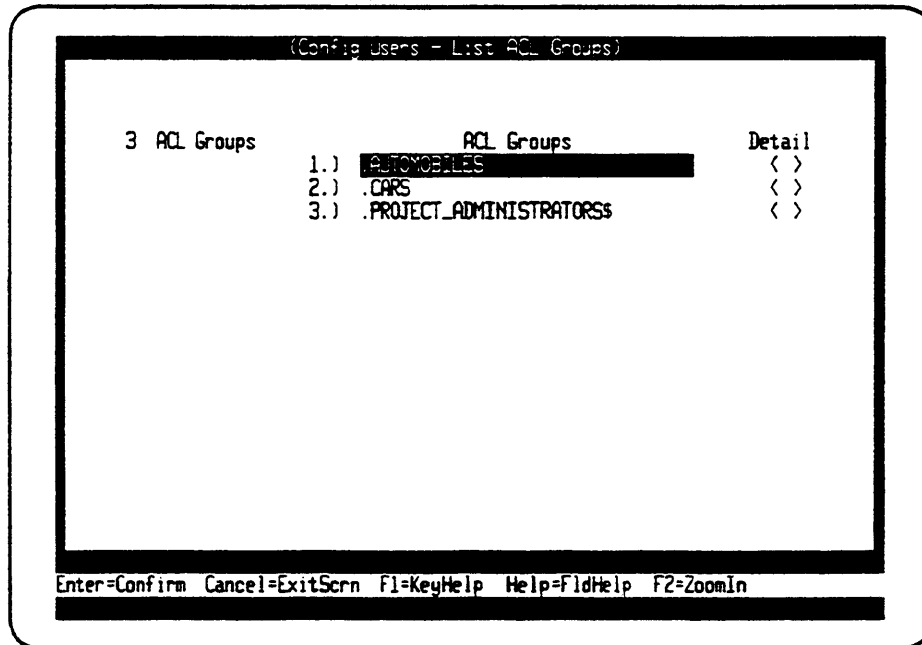 (Config Users - List ACL Groups)
3 ACL Groups ACL Groups Detail
1.) .AUTOMOBILES < >
2.) .CARS < >
3.) .PROJECT_ADMINISTRATORS$ < >
Enter=Confirm Cancel=ExitScrn F1=KeyHelp Help=FldHelp F2=ZoomIn